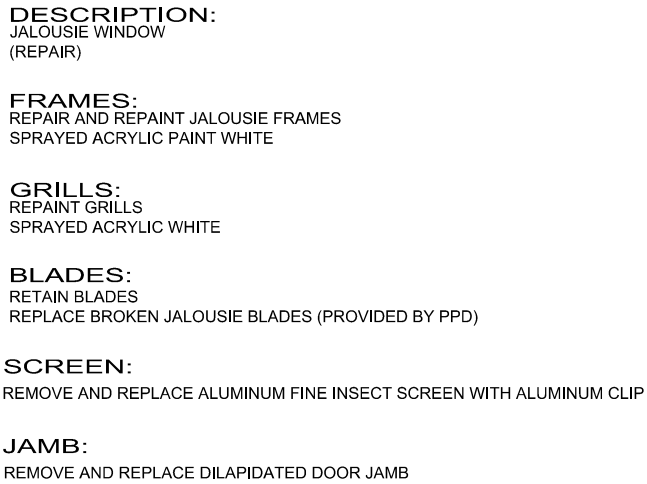 DESCRIPTION:
JALOUSIE WINDOW
(REPAIR)
FRAMES:
REPAIR AND REPAINT JALOUSIE FRAMES
SPRAYED ACRYLIC PAINT WHITE
GRILLS:
REPAINT GRILLS
SPRAYED ACRYLIC WHITE
BLADES:
RETAIN BLADES
REPLACE BROKEN JALOUSIE BLADES (PROVIDED BY PPD)
SCREEN:
REMOVE AND REPLACE ALUMINUM FINE INSECT SCREEN WITH ALUMINUM CLIP
JAMB:
REMOVE AND REPLACE DILAPIDATED DOOR JAMB